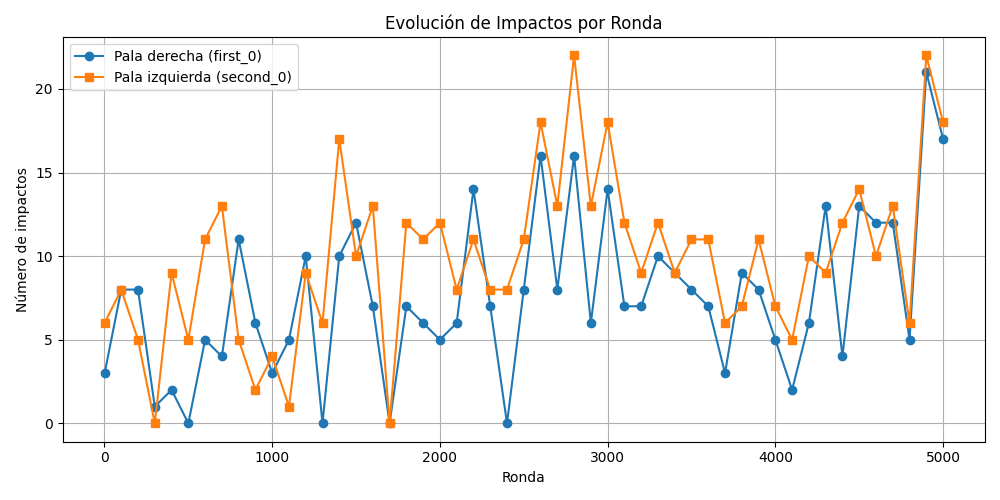 Evolución de Impactos por Ronda
Pala derecha (first_0)
Pala izquierda (second_0)
Número de impactos
20
15
10
5
0
0 1000 2000 3000 4000 5000
Ronda